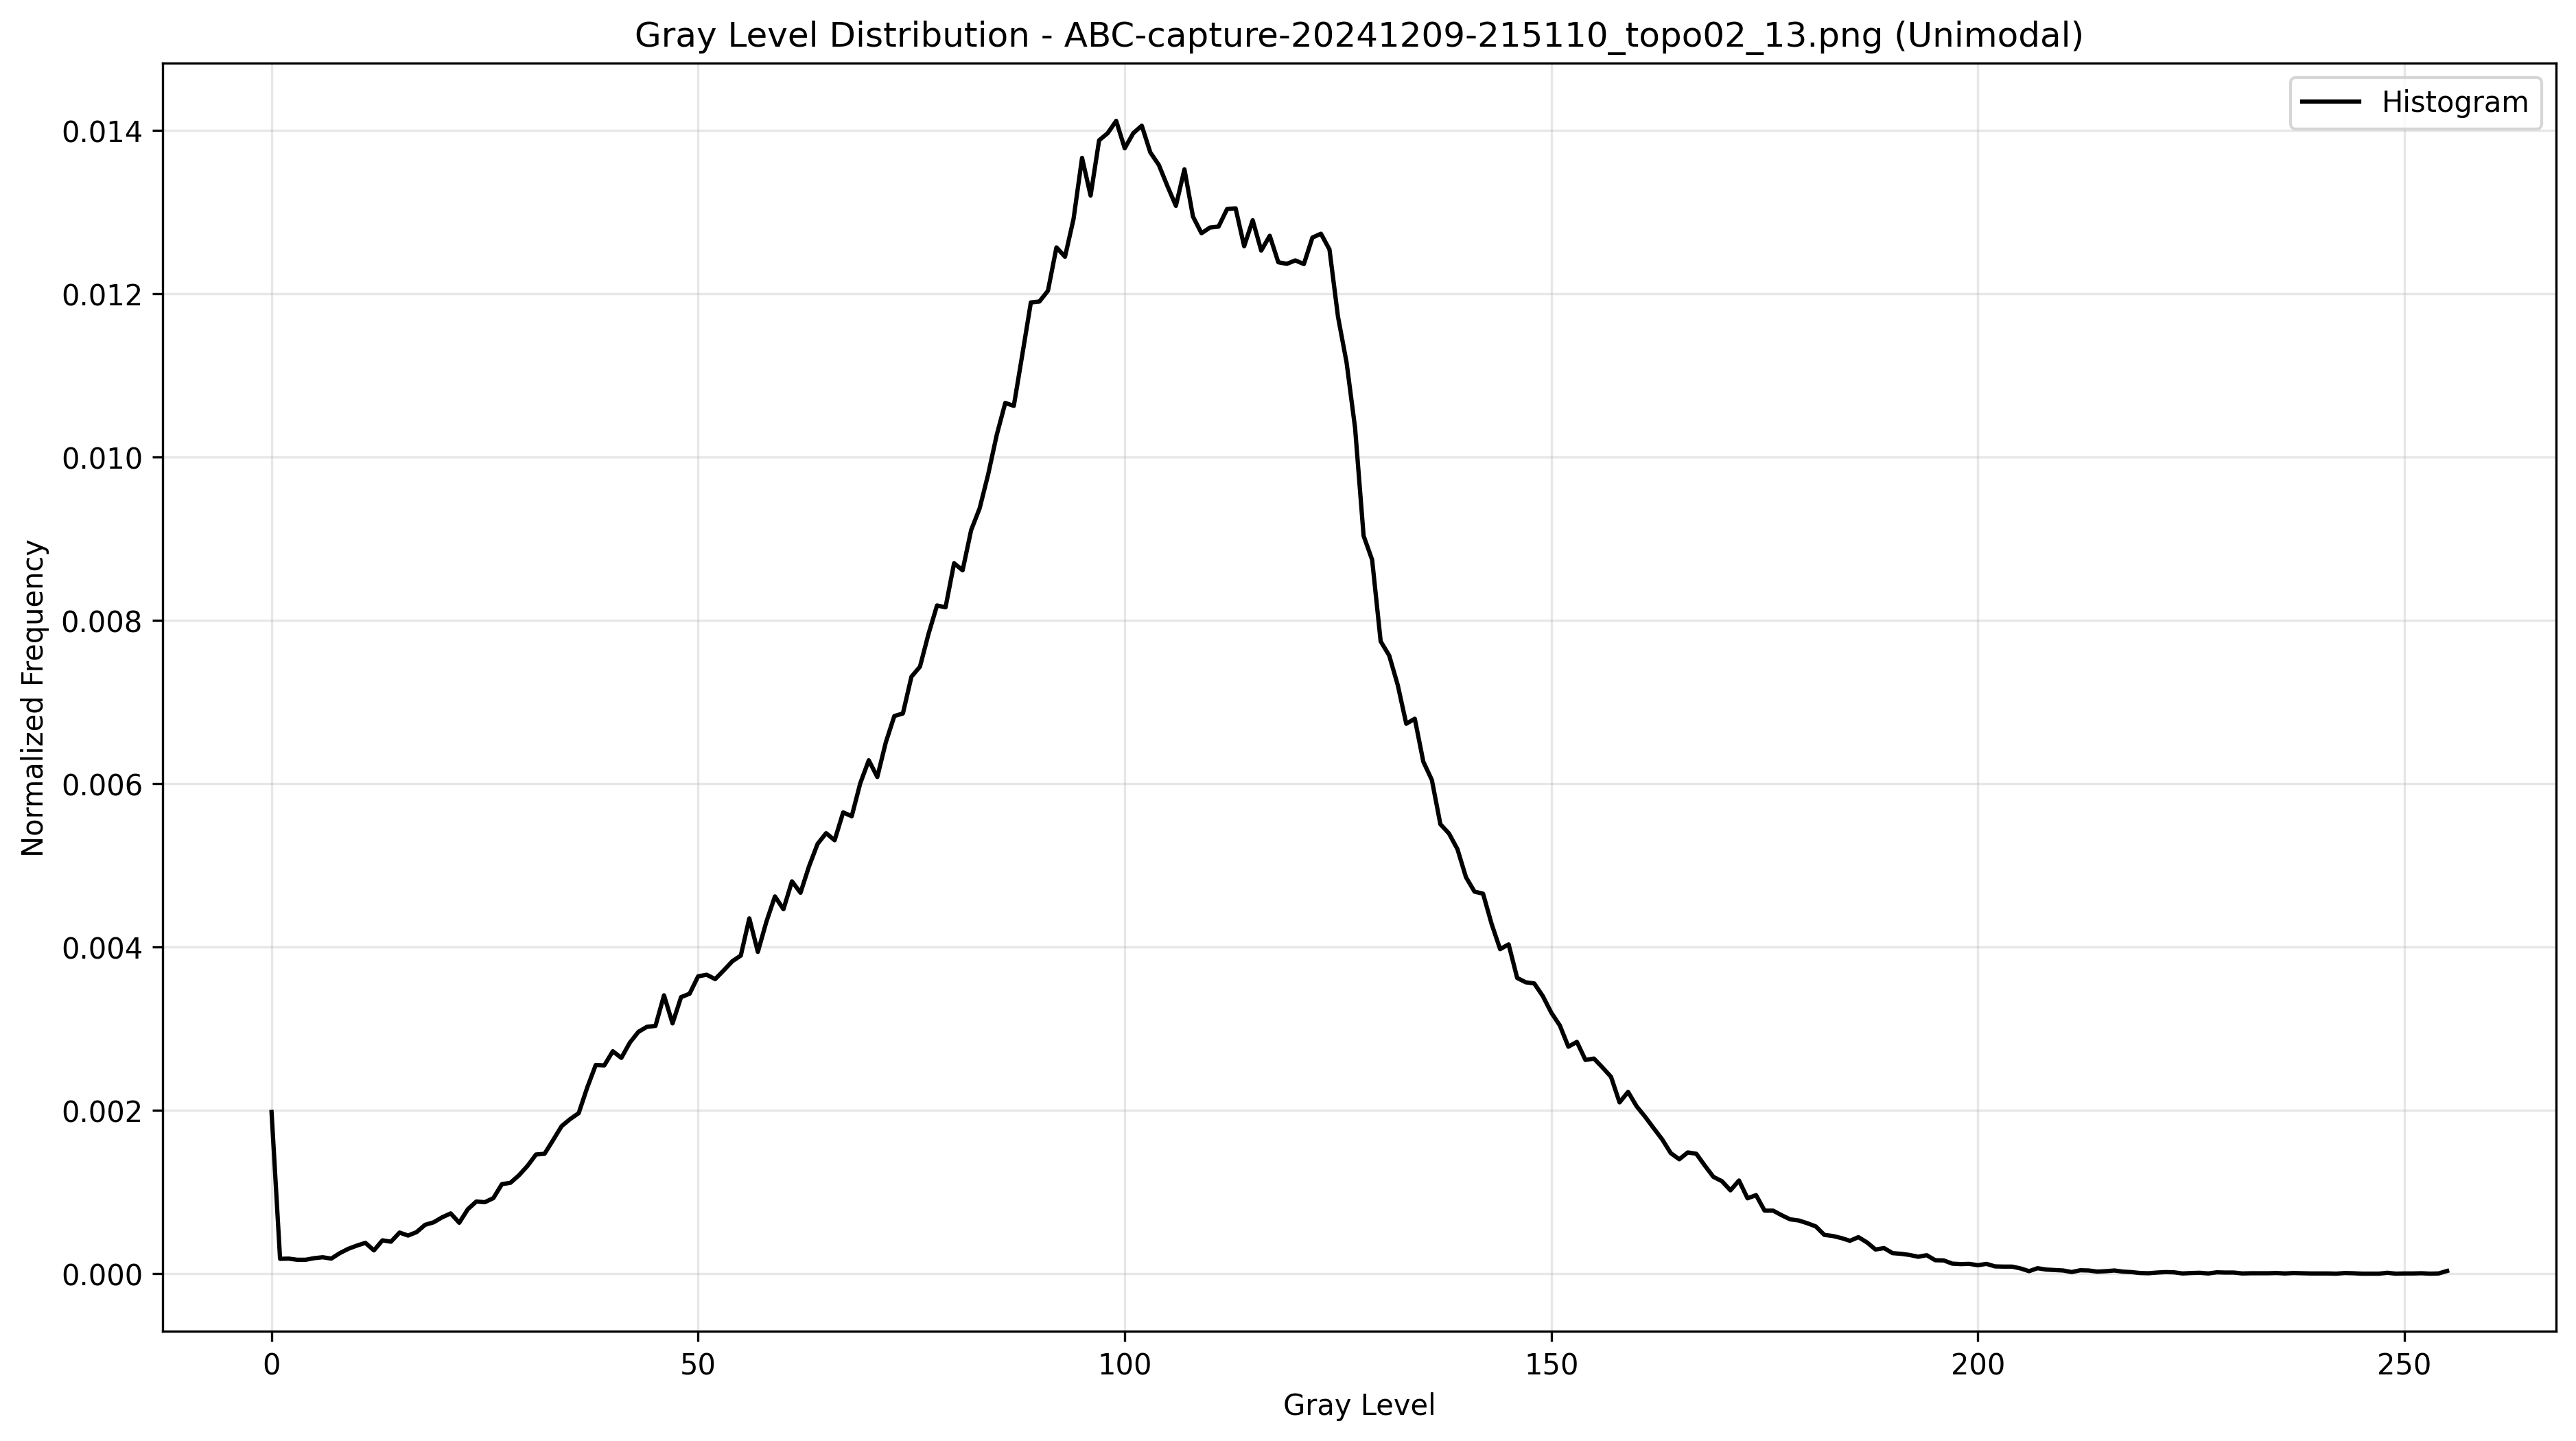 Gray Level Distribution - ABC-capture-20241209-215110_topo02_13.png (Unimodal)
Histogram
0.014
0.012
0.010
0.008
0.006
0.004
0.002
0.000
Normalized Frequency
0 50 100 150 200 250
Gray Level